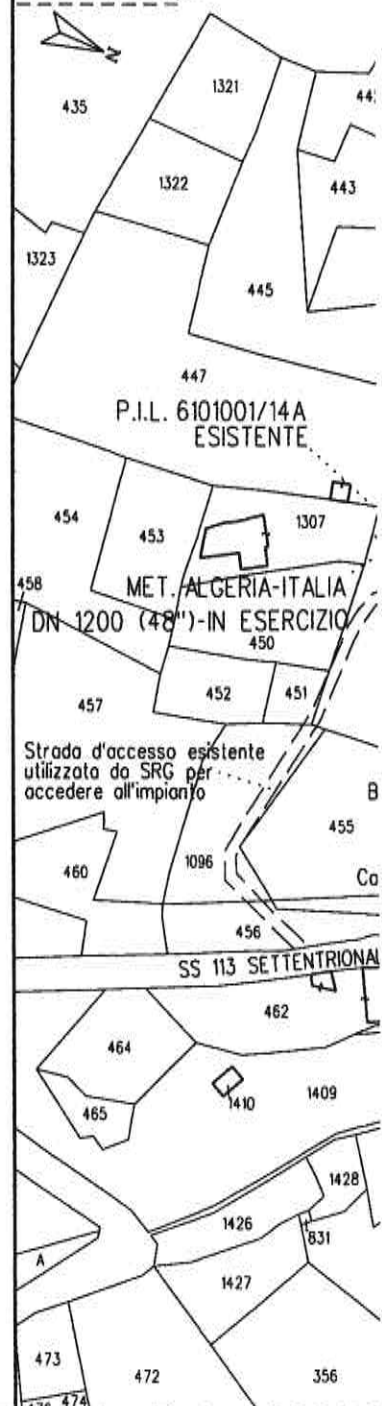 N
1321
435
44
1322
443
1323
445
447
P.I.L. 6101001/14A
ESISTENTE
1307
454
453
458
MET. ALGERIA-ITALIA
DN 1200 (48")-IN ESERCIZIO
450
452
451
457
Strada d'accesso esistente
utilizzata da SRG per
accedere all'impianto
B
455
1096
460
Ca
456
SS 113 SETTENTRIONAL
462
464
1409
1410
465
1428
1426
831
A
1427
473
472
356
474